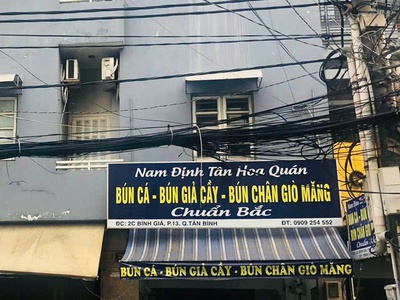 Nam Định Tân Hoa Quán
BÚN CÁ - BÚN GIẢ CẦY - BÚN CHÂN GIÒ MĂNG
Chuẩn Bắc
ĐC: 2C BÌNH GIÃ, P.13, Q.TÂN BÌNH
ĐT: 0909 254 552
BÚN CÁ - BÚN GIẢ CẦY - BÚN CHÂN GIÒ MĂNG